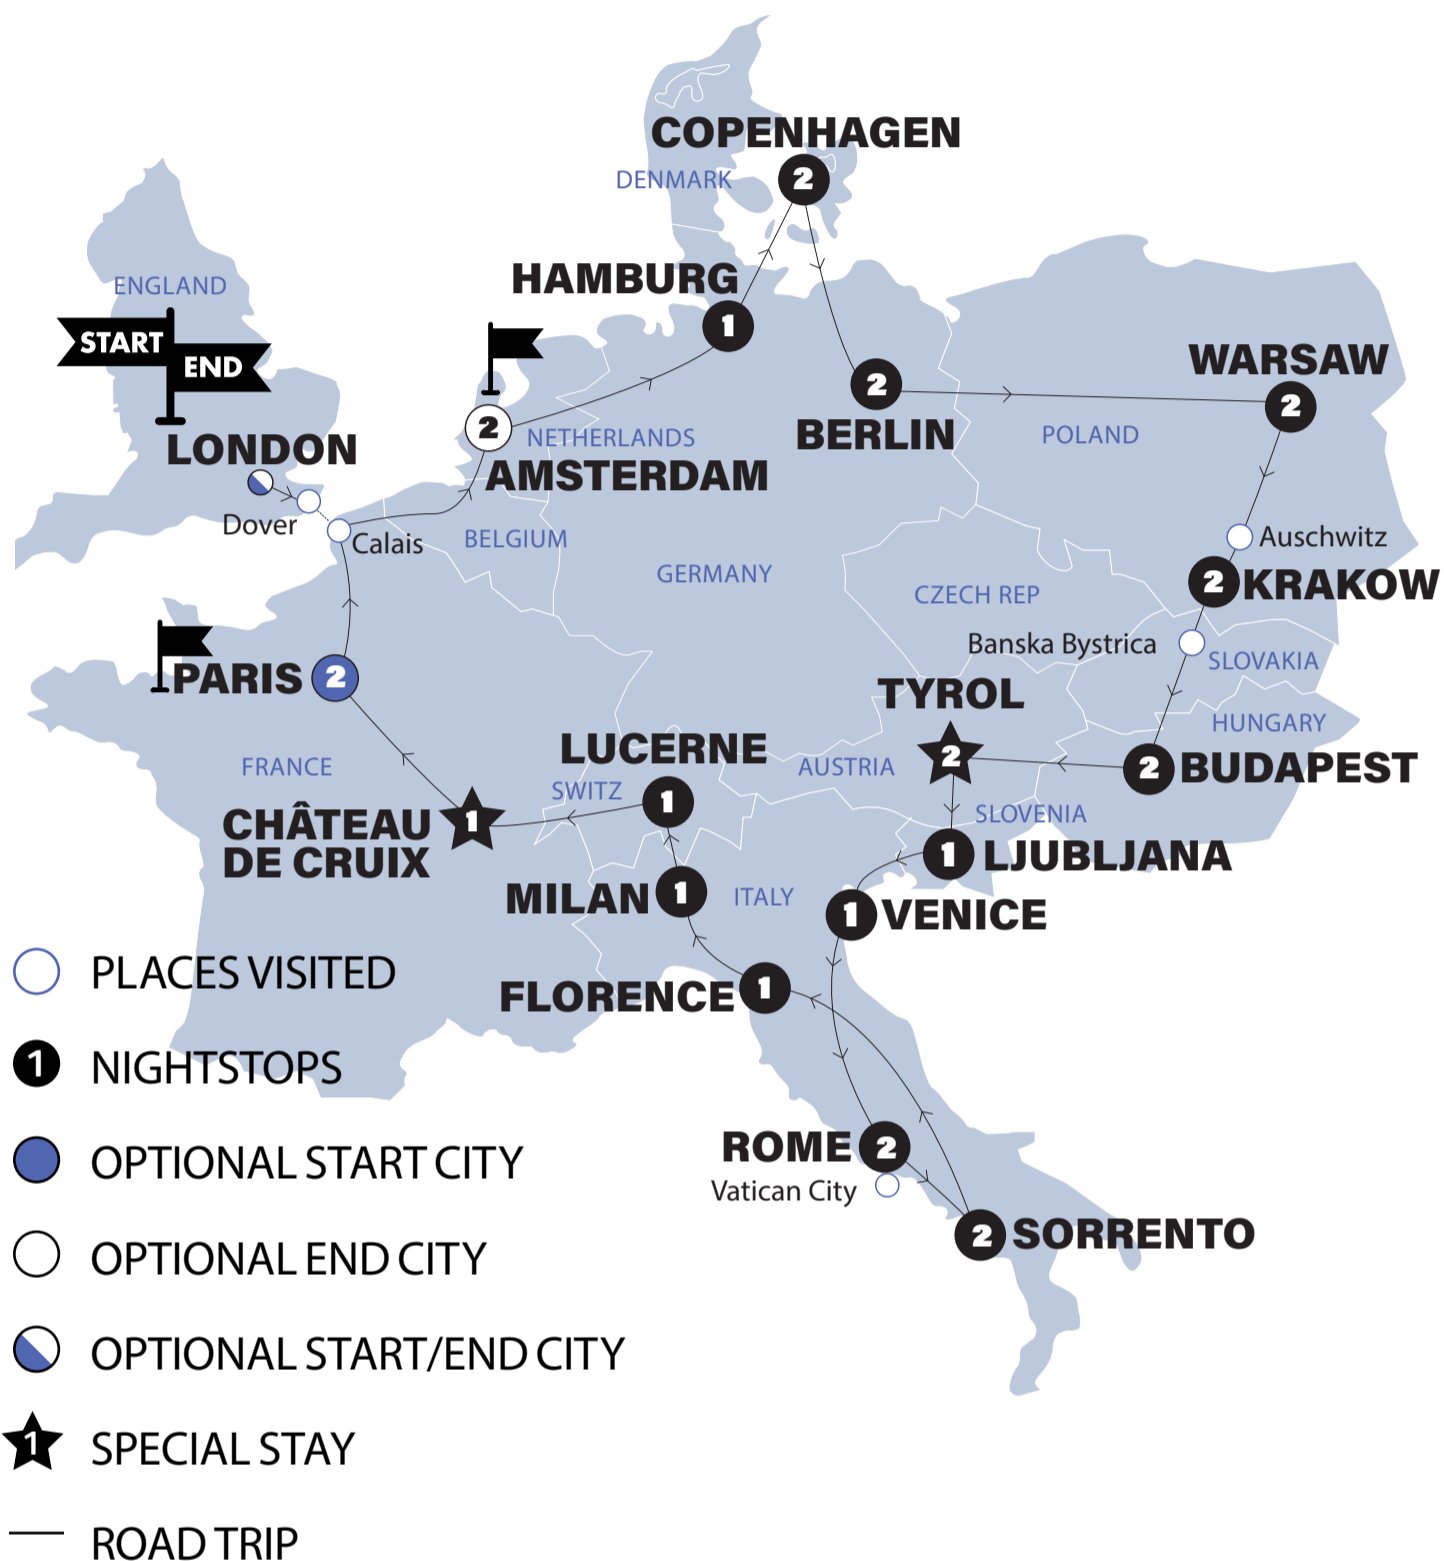 COPENHAGEN
2
DENMARK
HAMBURG
1
ENGLAND
START
END
LONDON
Dover
Calais
2
NETHERLANDS
AMSTERDAM
BELGIUM
GERMANY
2
BERLIN
POLAND
WARSAW
2
Auschwitz
2
KRAKOW
CZECH REP
Banska Bystrica
SLOVAKIA
HUNGARY
2
BUDAPEST
TYROL
2
AUSTRIA
SLOVENIA
1
LJUBLJANA
1
VENICE
PARIS
2
FRANCE
LUCERNE
SWITZ
1
CHÂTEAU
DE CRUIX
1
MILAN
1
ITALY
FLORENCE
1
ROME
2
Vatican City
2
SORRENTO
PLACES VISITED
1
NIGHTSTOPS
OPTIONAL START CITY
OPTIONAL END CITY
OPTIONAL START/END CITY
1
SPECIAL STAY
ROAD TRIP